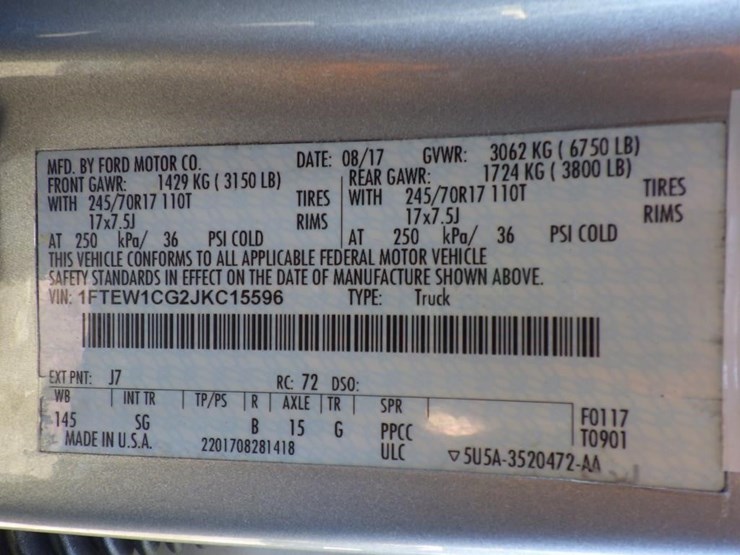 MFD. BY FORD MOTOR CO. DATE: 08/17 GVWR: 3062 KG ( 6750 LB)
FRONT GAWR: 1429 KG ( 3150 LB) REAR GAWR: 1724 KG ( 3800 LB)
WITH 245/70R17 110T TIRES WITH 245/70R17 110T TIRES
17x7.5J RIMS 17x7.5J RIMS
AT 250 kPa/ 36 PSI COLD AT 250 kPa/ 36 PSI COLD
THIS VEHICLE CONFORMS TO ALL APPLICABLE FEDERAL MOTOR VEHICLE
SAFETY STANDARDS IN EFFECT ON THE DATE OF MANUFACTURE SHOWN ABOVE.
VIN: 1FTEW1CG2JKC15596 TYPE: Truck
EXT PNT: J7 RC: 72 DSO:
WB INT TR TP/PS R AXLE TR SPR
145 SG B 15 G PPCC F0117
MADE IN U.S.A. 2201708281418 ULC T0901
▽5U5A-3520472-AA